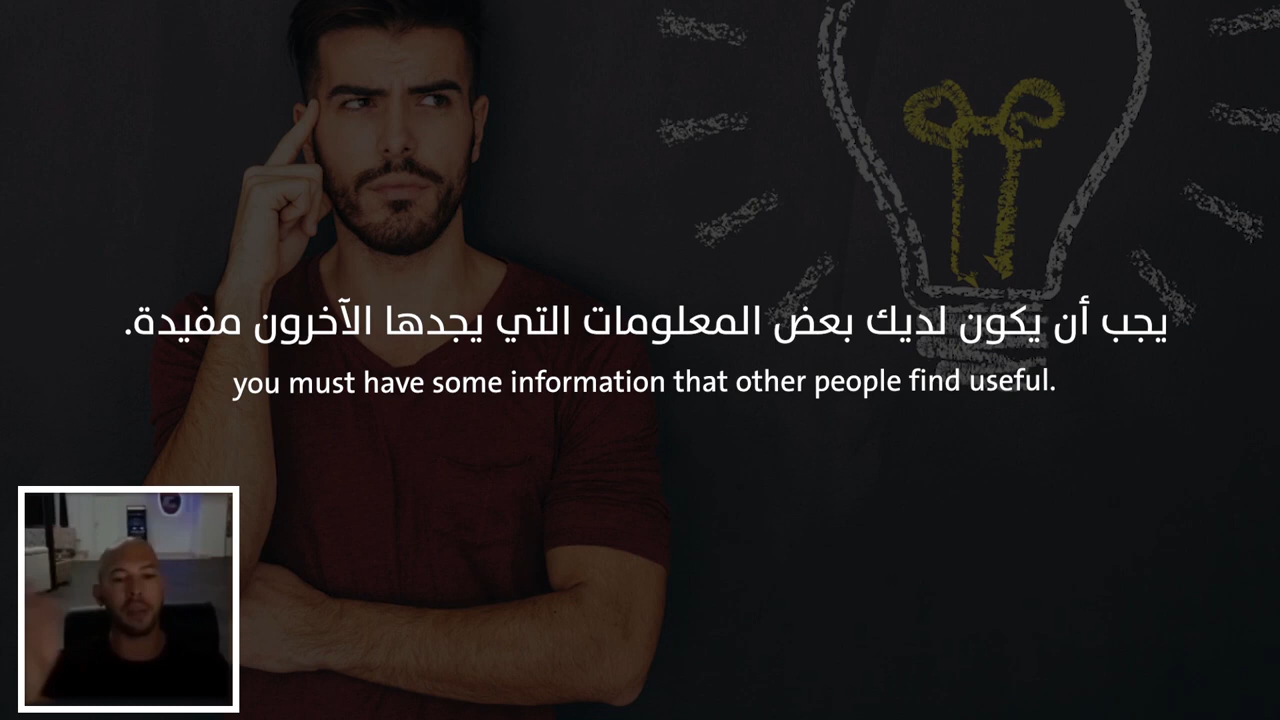 يجب أن يكون لديك بعض المعلومات التي يجدها الآخرون مفيدة.
you must have some information that other people find useful.